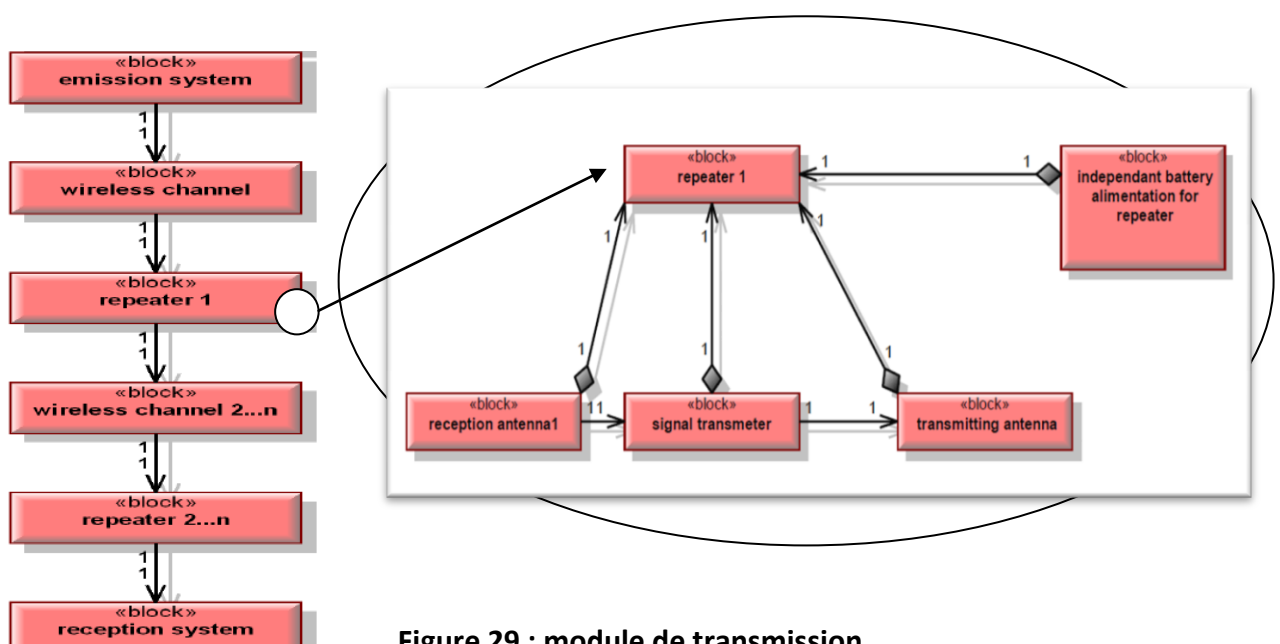 «block»
emission system
1
1
«block»
wireless channel
1
1
«block»
repeater 1
1
1
«block»
wireless channel 2...n
1
1
«block»
repeater 2...n
1
1
«block»
reception system
«block»
repeater 1
1
1
«block»
independant battery
alimentation for
repeater
1
1
1
1
1
1
«block»
reception antenna1
11
«block»
signal transmeter
1
1
«block»
transmitting antenna
Figure 29 : module de transmission